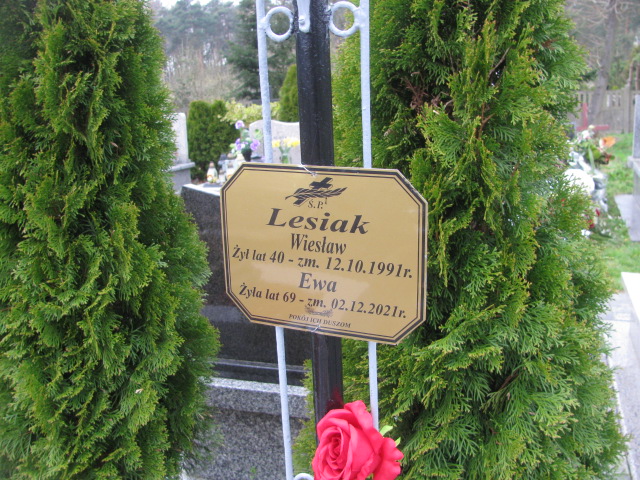 Ś.P.
Lesiak
Wiesław
Żył lat 40 - zm. 12.10.1991r.
Ewa
Żyła lat 69 - zm. 02.12.2021r.
POKÓJ ICH DUSZOM